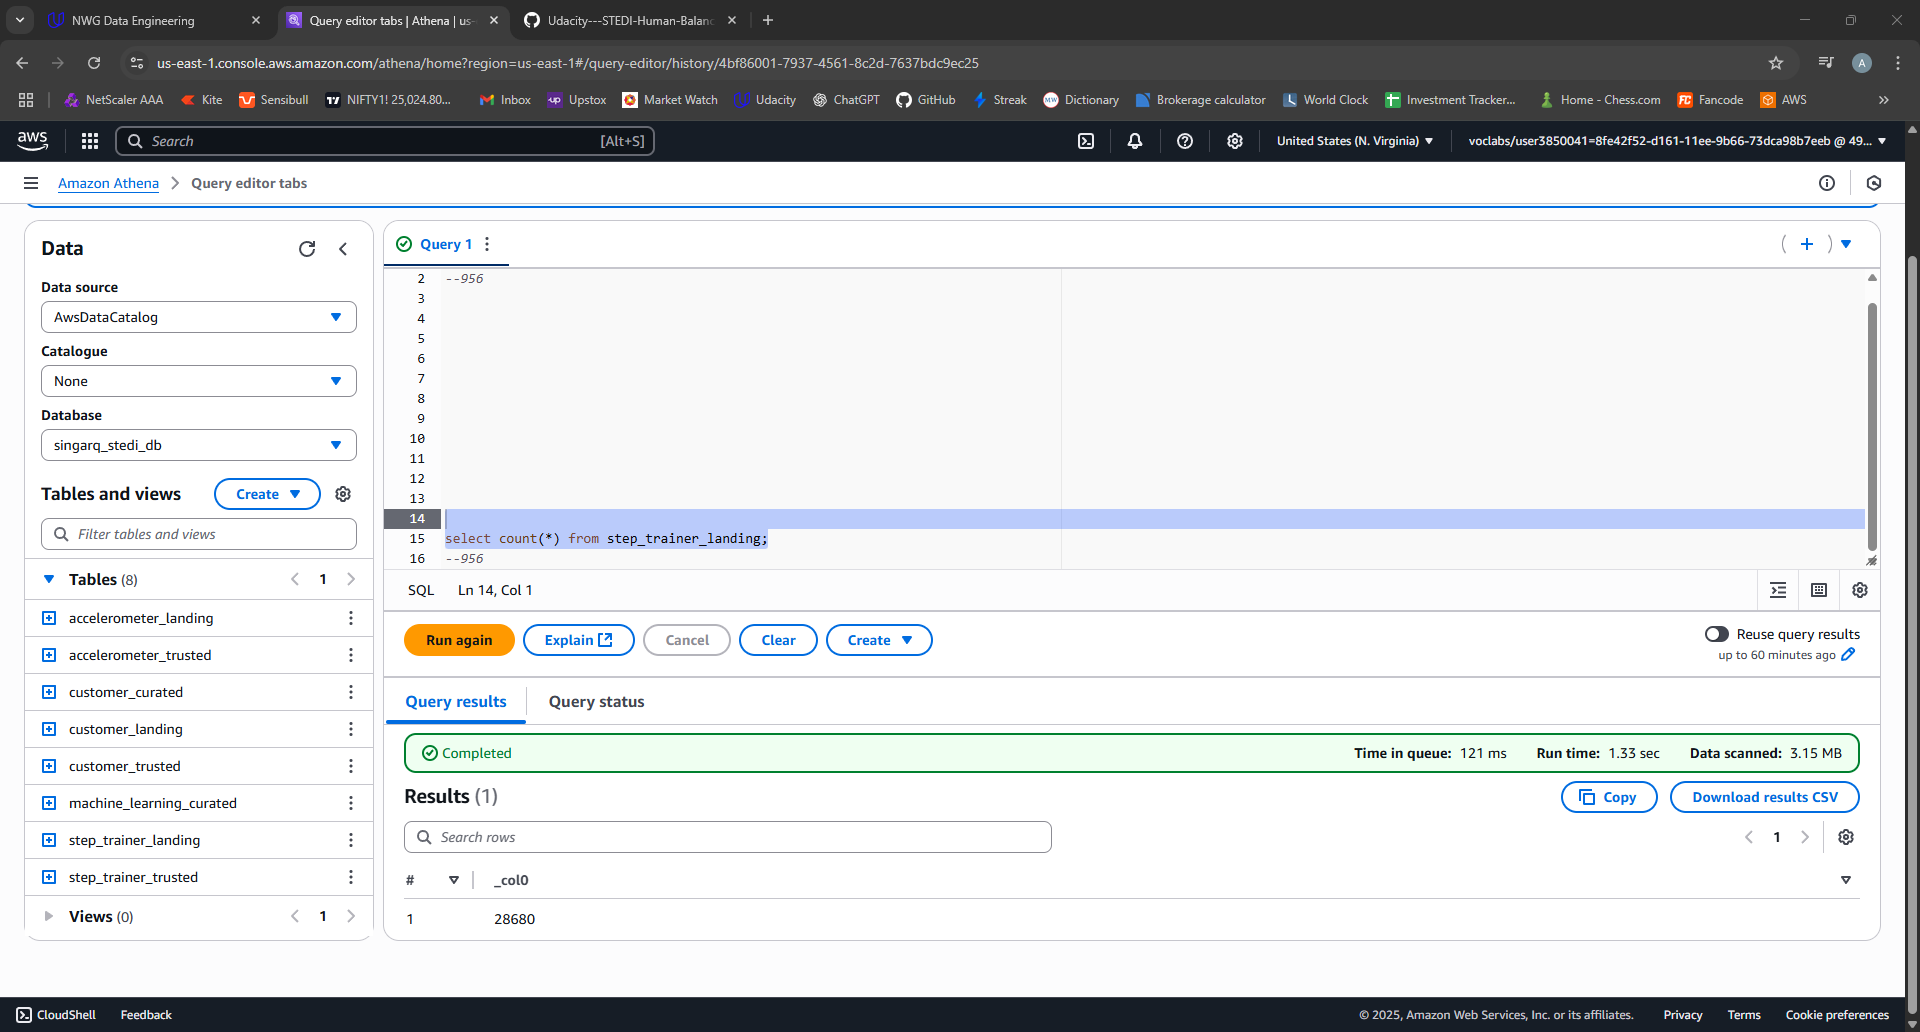 NWG Data Engineering
Query editor tabs | Athena | us-
Udacity---STEDI-Human-Balanc
us-east-1.console.aws.amazon.com/athena/home?region=us-east-1#/query-editor/history/4bf86001-7937-4561-8c2d-7637bdc9ec25
A
NetScaler AAA
Kite
Sensibull
NIFTY1! 25,024.80...
Inbox
up Upstox
Market Watch
Udacity
ChatGPT
GitHub
Streak
MW Dictionary
Brokerage calculator
World Clock
Investment Tracker...
Home - Chess.com
FC Fancode
AWS
aws
Search [Alt+S]
United States (N. Virginia)
voclabs/user3850041=8fe42f52-d161-11ee-9b66-73dca98b7eeb @ 49...
Amazon Athena > Query editor tabs
Data
Data source
AwsDataCatalog
Catalogue
None
Database
singarq_stedi_db
Tables and views
Create
Filter tables and views
Tables (8) 1
accelerometer_landing
accelerometer_trusted
customer_curated
customer_landing
customer_trusted
machine_learning_curated
step_trainer_landing
step_trainer_trusted
Views (0) 1
Query 1
2 --956
3
4
5
6
7
8
9
10
11
12
13
14
15 select count(*) from step_trainer_landing;
16 --956
SQL Ln 14, Col 1
Run again
Explain
Cancel
Clear
Create
Reuse query results
up to 60 minutes ago
Query results
Query status
Completed
Time in queue: 121 ms
Run time: 1.33 sec
Data scanned: 3.15 MB
Results (1)
Copy
Download results CSV
Search rows
1
# _col0
1 28680
CloudShell
Feedback
© 2025, Amazon Web Services, Inc. or its affiliates.
Privacy
Terms
Cookie preferences